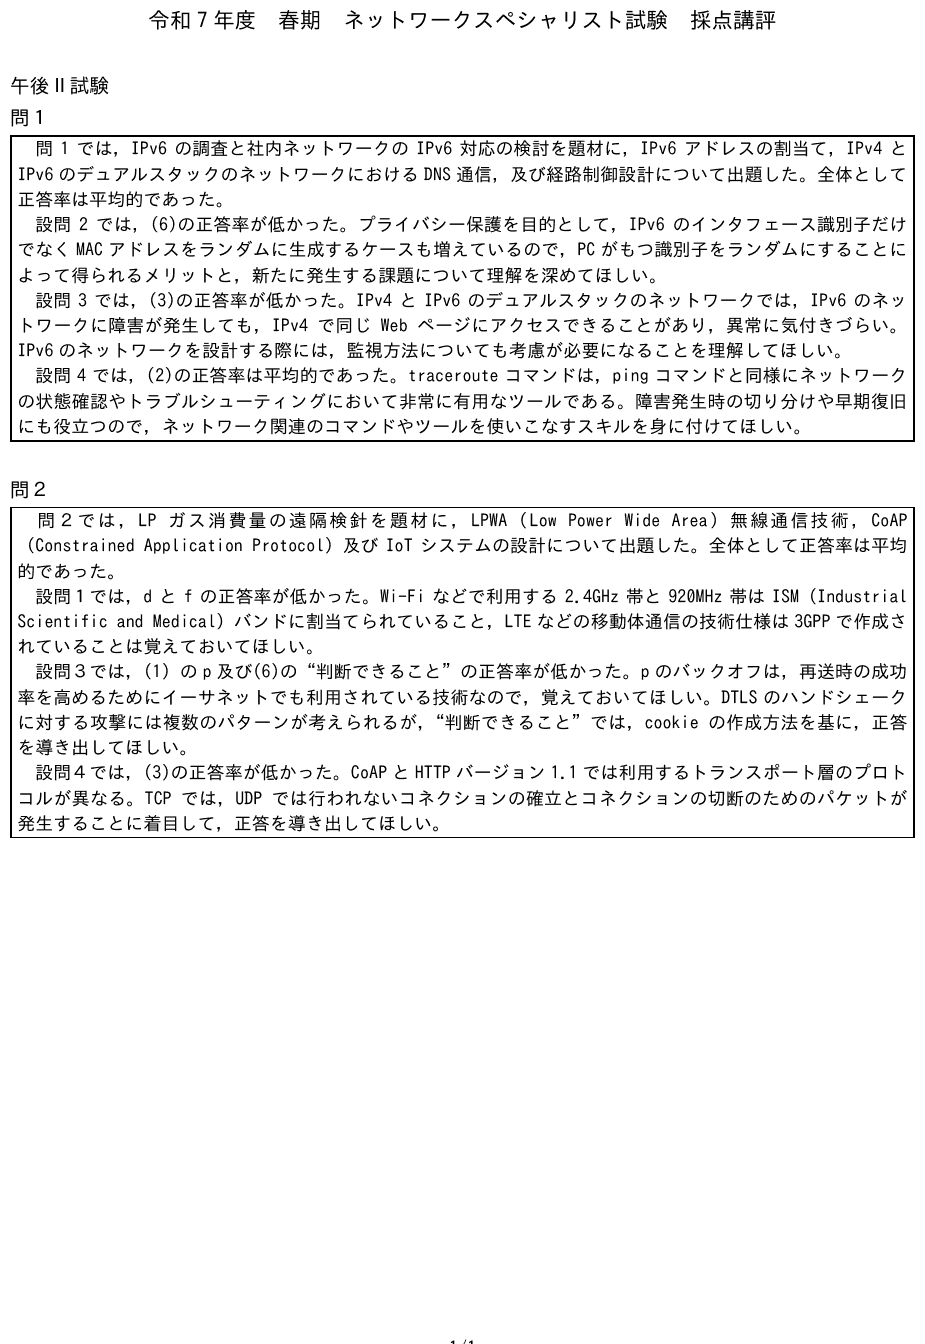 令和７年度　春期　ネットワークスペシャリスト試験　採点講評
午後Ⅱ試験
問１
　問 1 では，IPv6 の調査と社内ネットワークの IPv6 対応の検討を題材に，IPv6 アドレスの割当て，IPv4 と
IPv6 のデュアルスタックのネットワークにおける DNS 通信，及び経路制御設計について出題した。全体として
正答率は平均的であった。
　設問 2 では，(6)の正答率が低かった。プライバシー保護を目的として，IPv6 のインタフェース識別子だけ
でなく MAC アドレスをランダムに生成するケースも増えているので，PC がもつ識別子をランダムにすることに
よって得られるメリットと，新たに発生する課題について理解を深めてほしい。
　設問 3 では，(3)の正答率が低かった。IPv4 と IPv6 のデュアルスタックのネットワークでは，IPv6 のネッ
トワークに障害が発生しても，IPv4 で同じ Web ページにアクセスできることがあり，異常に気付きづらい。
IPv6 のネットワークを設計する際には，監視方法についても考慮が必要になることを理解してほしい。
　設問 4 では，(2)の正答率は平均的であった。traceroute コマンドは，ping コマンドと同様にネットワーク
の状態確認やトラブルシューティングにおいて非常に有用なツールである。障害発生時の切り分けや早期復旧
にも役立つので，ネットワーク関連のコマンドやツールを使いこなすスキルを身に付けてほしい。
問２
　問２では，LP ガス消費量の遠隔検針を題材に，LPWA（Low Power Wide Area）無線通信技術，CoAP
（Constrained Application Protocol）及び IoT システムの設計について出題した。全体として正答率は平均
的であった。
　設問１では，d と f の正答率が低かった。Wi-Fi などで利用する 2.4GHz 帯と 920MHz 帯は ISM（Industrial
Scientific and Medical）バンドに割当てられていること，LTE などの移動体通信の技術仕様は 3GPP で作成さ
れていることは覚えておいてほしい。
　設問３では，(1) の p 及び(6)の“判断できること”の正答率が低かった。p のバックオフは，再送時の成功
率を高めるためにイーサネットでも利用されている技術なので，覚えておいてほしい。DTLS のハンドシェーク
に対する攻撃には複数のパターンが考えられるが，“判断できること”では，cookie の作成方法を基に，正答
を導き出してほしい。
　設問４では，(3)の正答率が低かった。CoAP と HTTP バージョン 1.1 では利用するトランスポート層のプロト
コルが異なる。TCP では，UDP では行われないコネクションの確立とコネクションの切断のためのパケットが
発生することに着目して，正答を導き出してほしい。
1/1